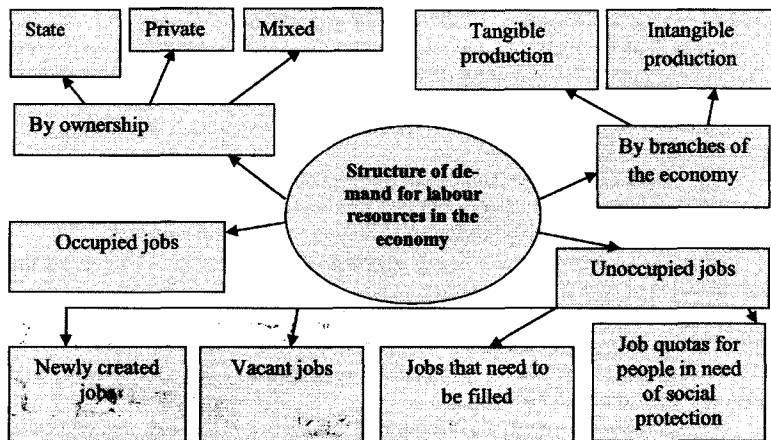 State
Private
Mixed
Tangible
production
Intangible
production
By ownership
By branches of
the economy
Structure of de-
mand for labour
resources in the
economy
Occupied jobs
Unoccupied jobs
Newly created
jobs
Vacant jobs
Jobs that need to
be filled
Job quotas for
people in need
of social
protection